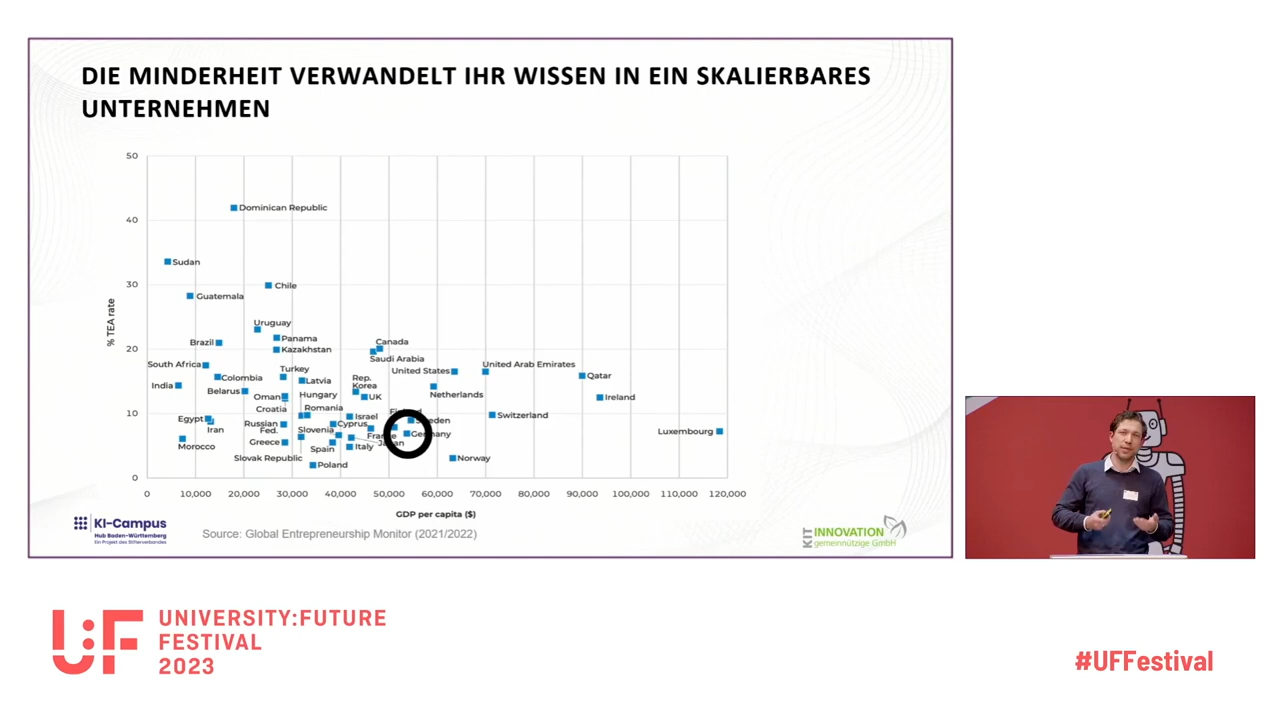 DIE MINDERHEIT VERWANDELT IHR WISSEN IN EIN SKALIERBARES
UNTERNEHMEN
50
40
30
20
10
0
% TEA rate
Dominican Republic
Sudan
Chile
Guatemala
Uruguay
Brazil
Panama
Kazakhstan
Canada
Saudi Arabia
South Africa
Colombia
Turkey
United States
United Arab Emirates
Qatar
India
Belarus
Latvia
Rep.
Korea
Oman
Hungary
UK
Netherlands
Ireland
Croatia
Romania
Israel
Sweden
Switzerland
Egypt
Iran
Russian
Fed.
Cyprus
Slovenia
France
Germany
Luxembourg
Morocco
Greece
Spain
Italy
Japan
Slovak Republic
Poland
Norway
0 10,000 20,000 30,000 40,000 50,000 60,000 70,000 80,000 90,000 100,000 110,000 120,000
GDP per capita ($)
KI-Campus
Hub Baden-Württemberg
Ein Projekt des Stifterverbandes
Source: Global Entrepreneurship Monitor (2021/2022)
KIT INNOVATION
gemeinnützige GmbH
U:F
UNIVERSITY:FUTURE
FESTIVAL
2023
#UFFestival